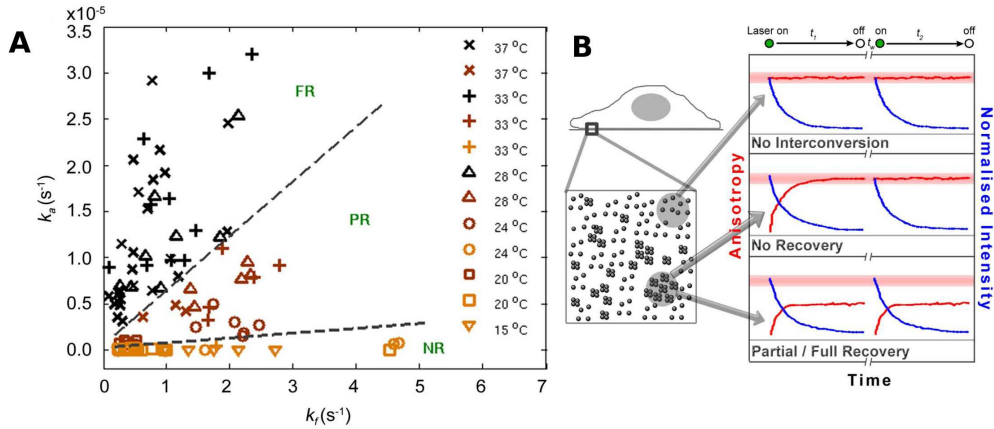 A
3.5
x10⁻⁵
3.0
2.5
2.0
1.5
1.0
0.5
0.0
kₐ(s⁻¹)
0
1
2
3
4
5
6
7
k_f(s⁻¹)
FR
PR
NR
37 °C
37 °C
33 °C
33 °C
33 °C
28 °C
28 °C
24 °C
24 °C
20 °C
20 °C
15 °C
B
Laser on t₁ off t_w on t₂ off
No Interconversion
No Recovery
Partial / Full Recovery
Anisotropy
Normalised Intensity
Time